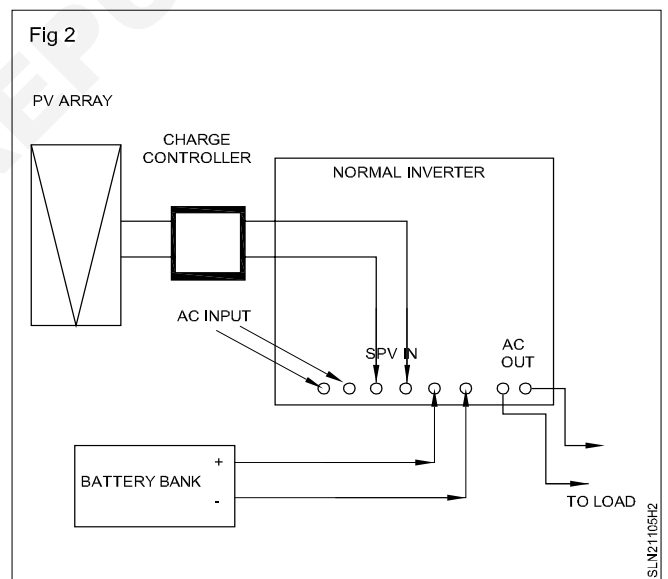 Fig 2
PV ARRAY
CHARGE
CONTROLLER
NORMAL INVERTER
AC INPUT
SPV IN
AC
OUT
BATTERY BANK
+
-
TO LOAD
SLN21105H2